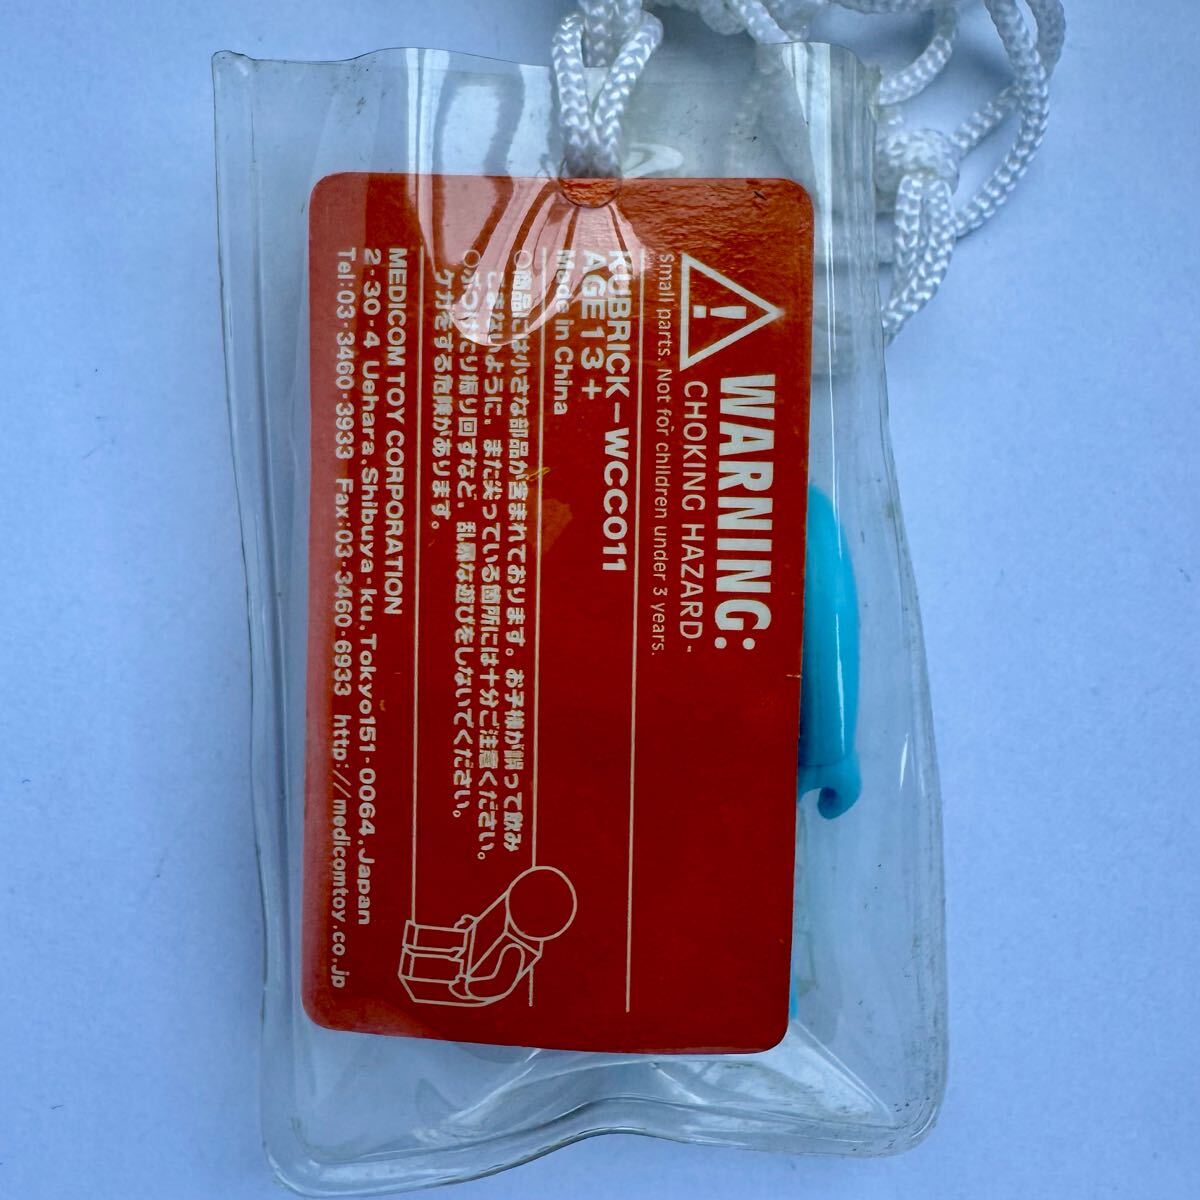 WARNING:
CHOKING HAZARD-
Small parts. Not for children under 3 years.
KUBRICK-WCC011
AGE13+
Made in China
○商品には小さな部品が含まれております。お子様が誤って飲み
こまないように、また尖っている箇所には十分ご注意ください。
○ぶつけたり振り回すなど、乱暴な遊びをしないでください。
ケガをする危険があります。
MEDICOM TOY CORPORATION
2-30-4 Uehara,Shibuya-ku,Tokyo151-0064,Japan
Tel:03-3460-3933 Fax:03-3460-6933 http://medicomtoy.co.jp